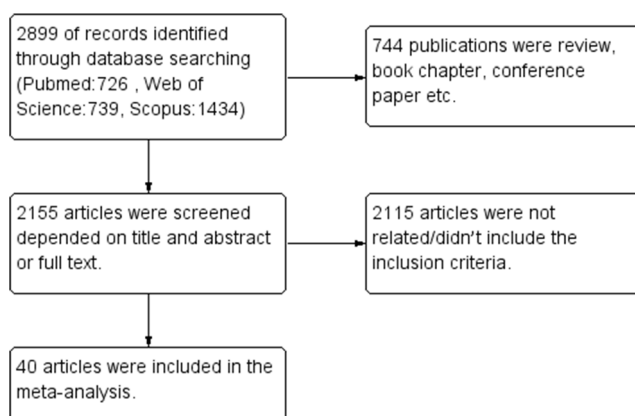 2899 of records identified
through database searching
(Pubmed:726 , Web of
Science:739, Scopus:1434)
744 publications were review,
book chapter, conference
paper etc.
2155 articles were screened
depended on title and abstract
or full text.
2115 articles were not
related/didn't include the
inclusion criteria.
40 articles were included in the
meta-analysis.